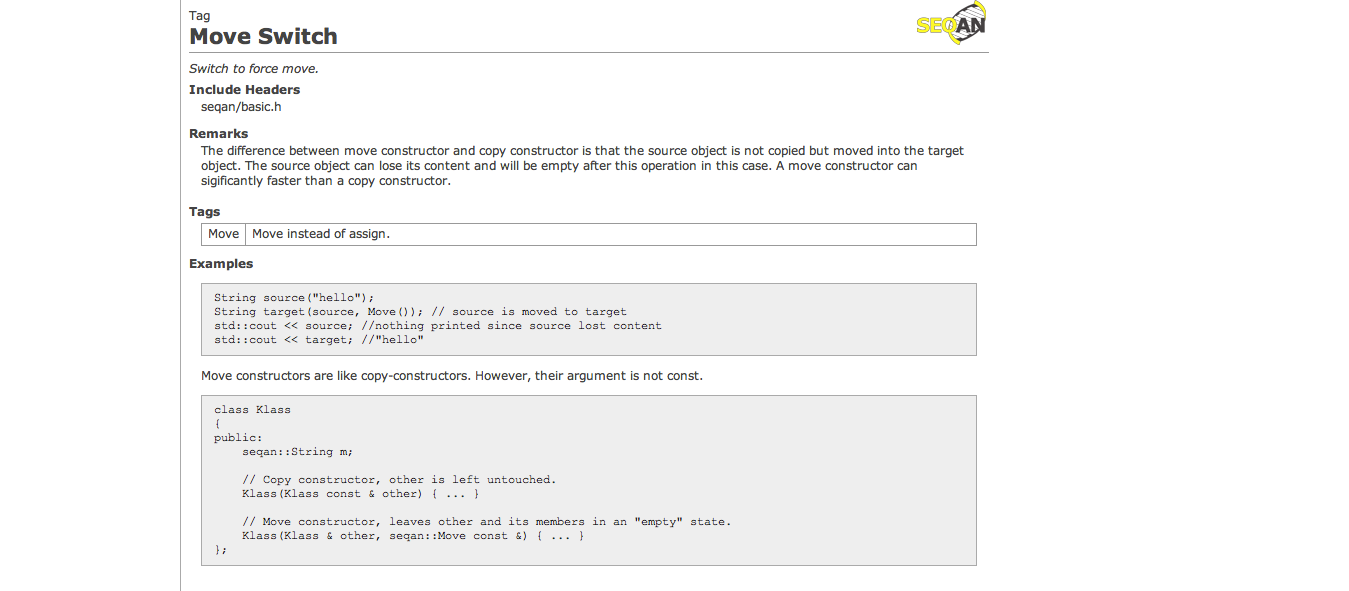 Tag
Move Switch
SEQAN
Switch to force move.
Include Headers
seqan/basic.h
Remarks
The difference between move constructor and copy constructor is that the source object is not copied but moved into the target
object. The source object can lose its content and will be empty after this operation in this case. A move constructor can
sigificantly faster than a copy constructor.
Tags
Move Move instead of assign.
Examples
String source("hello");
String target(source, Move()); // source is moved to target
std::cout << source; //nothing printed since source lost content
std::cout << target; //"hello"
Move constructors are like copy-constructors. However, their argument is not const.
class Klass
{
public:
    seqan::String m;
    // Copy constructor, other is left untouched.
    Klass(Klass const & other) { ... }
    // Move constructor, leaves other and its members in an "empty" state.
    Klass(Klass & other, seqan::Move const &) { ... }
};